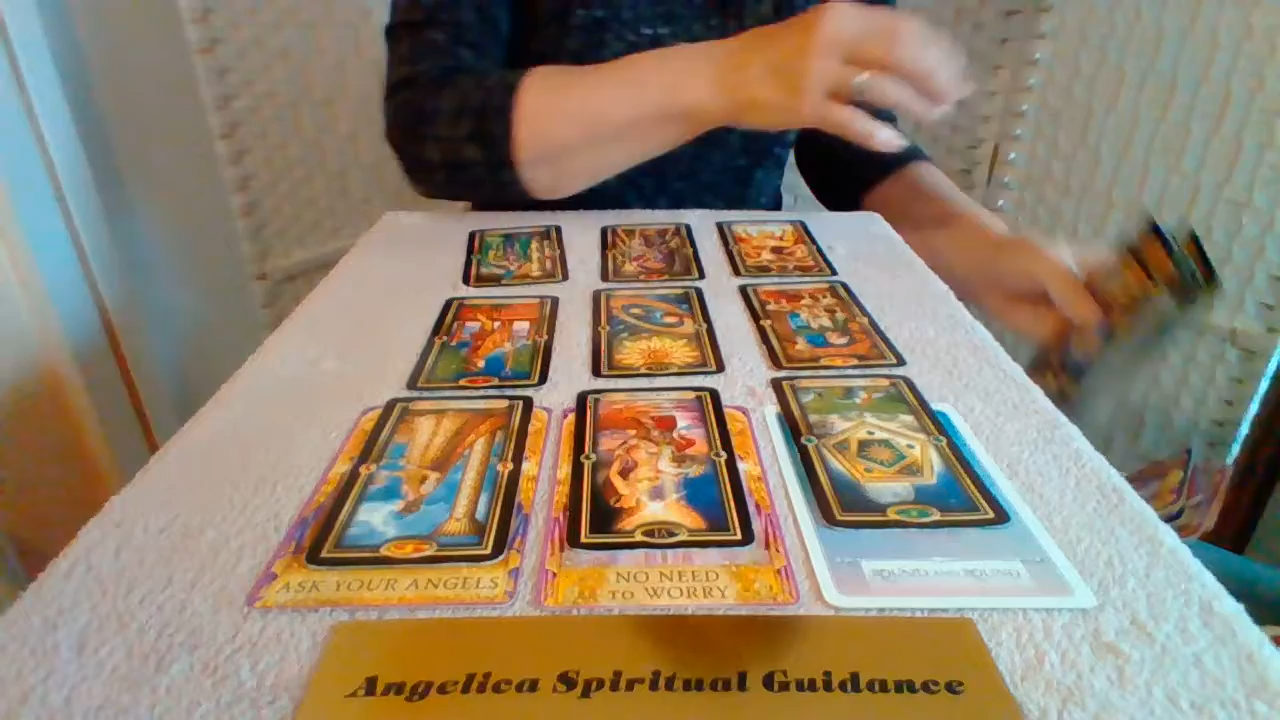 ASK YOUR ANGELS
NO NEED
TO WORRY
ROUND AND ROUND
Angelica Spiritual Guidance